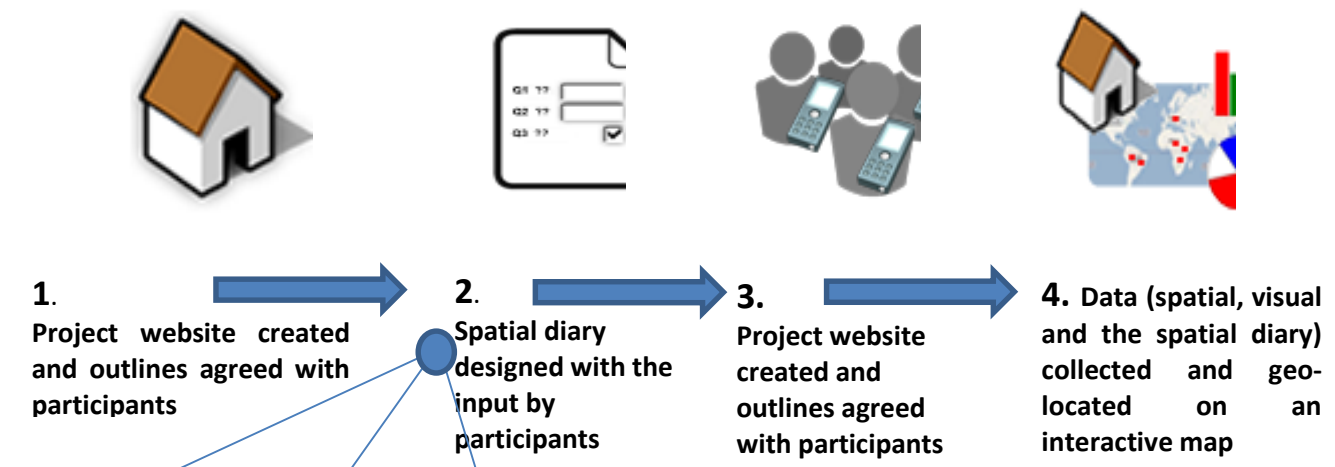 Q1 ??
Q2 ??
Q3 ??
1.
Project website created
and outlines agreed with
participants
2.
Spatial diary
designed with the
input by
participants
3.
Project website
created and
outlines agreed
with participants
4. Data (spatial, visual
and the spatial diary)
collected and geo-
located on an
interactive map